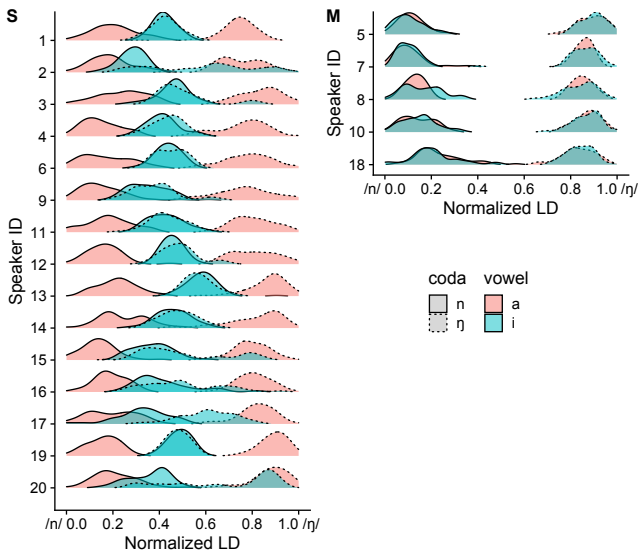 S
Speaker ID
1
2
3
4
6
9
11
12
13
14
15
16
17
19
20
/n/ 0.0 0.2 0.4 0.6 0.8 1.0 /ŋ/
Normalized LD
M
Speaker ID
5
7
8
10
18
/n/ 0.0 0.2 0.4 0.6 0.8 1.0 /ŋ/
Normalized LD
coda vowel
n a
ŋ i